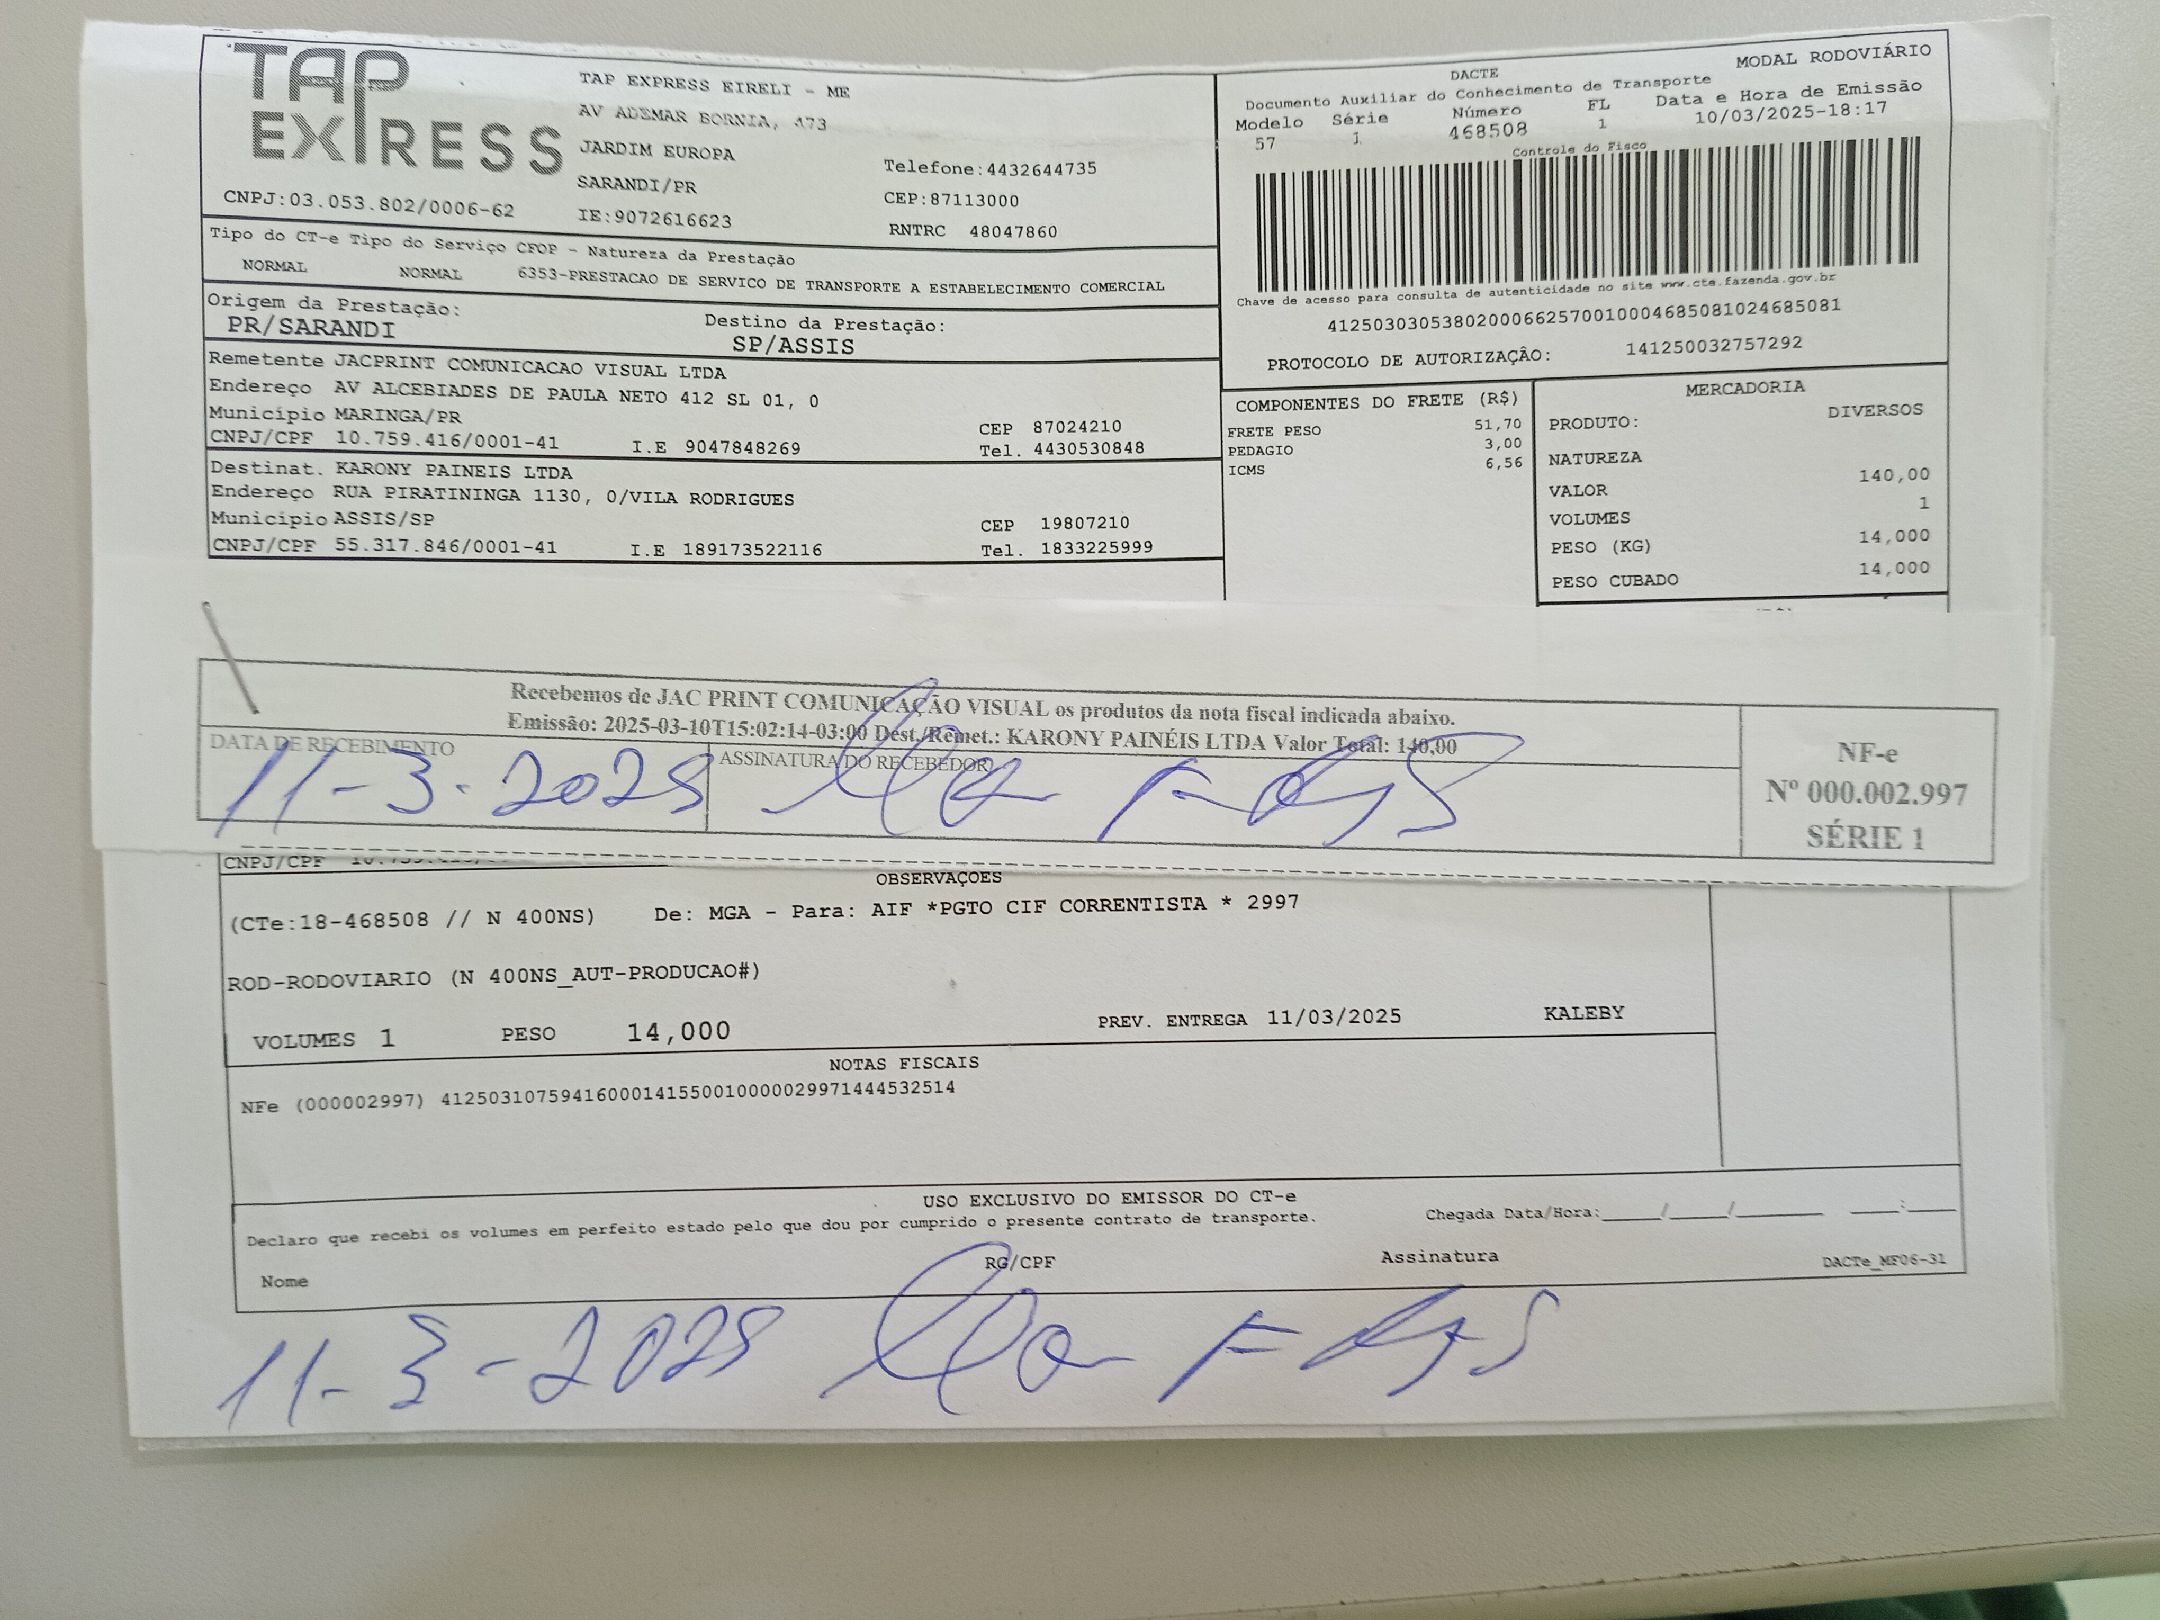 TAP
EXPRESS
TAP EXPRESS EIRELI - ME
AV ADEMAR BORNIA, 473
JARDIM EUROPA
SARANDI/PR
Telefone:4432644735
CEP:87113000
CNPJ:03.053.802/0006-62
IE:9072616623
RNTRC 48047860
MODAL RODOVIÁRIO
DACTE
Documento Auxiliar do Conhecimento de Transporte
Modelo Série Número FL Data e Hora de Emissão
57 1 468508 1 10/03/2025-18:17
Controle do Fisco
Chave de acesso para consulta de autenticidade no site www.cte.fazenda.gov.br
41250303053802000662570010004685081024685081
PROTOCOLO DE AUTORIZAÇÂO: 141250032757292
Tipo do CT-e Tipo do Serviço CFOP - Natureza da Prestação
NORMAL NORMAL 6353-PRESTACAO DE SERVICO DE TRANSPORTE A ESTABELECIMENTO COMERCIAL
Origem da Prestação:
PR/SARANDI
Destino da Prestação:
SP/ASSIS
Remetente JACPRINT COMUNICACAO VISUAL LTDA
Endereço AV ALCEBIADES DE PAULA NETO 412 SL 01, 0
Município MARINGA/PR CEP 87024210
CNPJ/CPF 10.759.416/0001-41 I.E 9047848269 Tel. 4430530848
Destinat. KARONY PAINEIS LTDA
Endereço RUA PIRATININGA 1130, 0/VILA RODRIGUES
Município ASSIS/SP CEP 19807210
CNPJ/CPF 55.317.846/0001-41 I.E 189173522116 Tel. 1833225999
COMPONENTES DO FRETE (R$)
FRETE PESO 51,70
PEDAGIO 3,00
ICMS 6,56
MERCADORIA
PRODUTO: DIVERSOS
NATUREZA
VALOR 140,00
VOLUMES 1
PESO (KG) 14,000
PESO CUBADO 14,000
Recebemos de JAC PRINT COMUNICAÇÃO VISUAL os produtos da nota fiscal indicada abaixo.
Emissão: 2025-03-10T15:02:14-03:00 Dest./Remet.: KARONY PAINÉIS LTDA Valor Total: 140,00
DATA DE RECEBIMENTO
ASSINATURA DO RECEBEDOR
11-3-2025
NF-e
Nº 000.002.997
SÉRIE 1
CNPJ/CPF
OBSERVAÇOES
(CTe:18-468508 // N 400NS) De: MGA - Para: AIF *PGTO CIF CORRENTISTA * 2997
ROD-RODOVIARIO (N 400NS_AUT-PRODUCAO#)
VOLUMES 1 PESO 14,000 PREV. ENTREGA 11/03/2025 KALEBY
NOTAS FISCAIS
NFe (000002997) 41250310759416000141550010000029971444532514
USO EXCLUSIVO DO EMISSOR DO CT-e
Declaro que recebi os volumes em perfeito estado pelo que dou por cumprido o presente contrato de transporte.
Chegada Data/Hora:_____/_____/________ ____:____
Nome RG/CPF Assinatura DACTe_MF06-31
11-3-2025